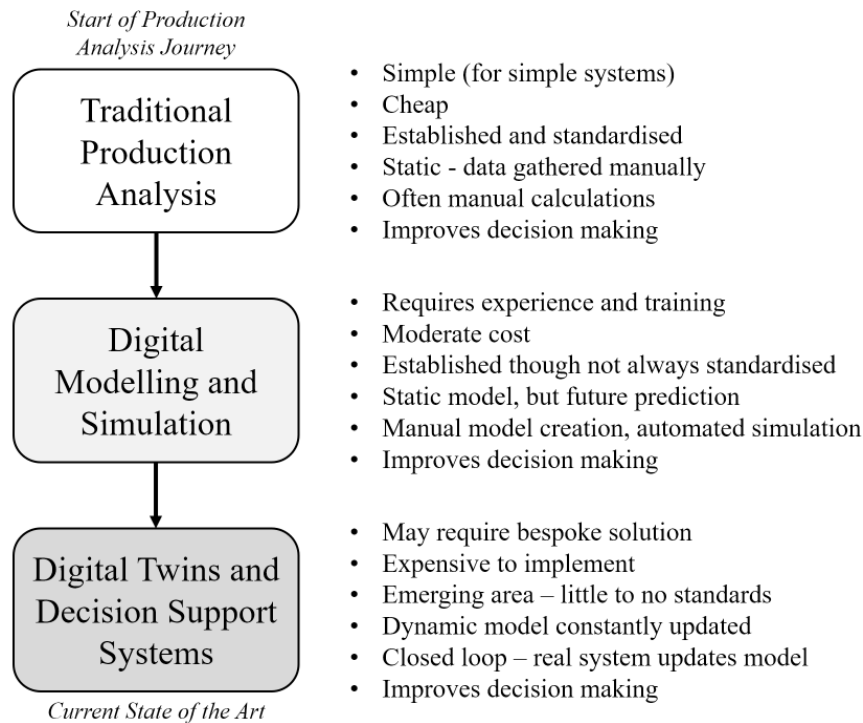 Start of Production
Analysis Journey
Traditional
Production
Analysis
• Simple (for simple systems)
• Cheap
• Established and standardised
• Static - data gathered manually
• Often manual calculations
• Improves decision making
Digital
Modelling and
Simulation
• Requires experience and training
• Moderate cost
• Established though not always standardised
• Static model, but future prediction
• Manual model creation, automated simulation
• Improves decision making
Digital Twins and
Decision Support
Systems
• May require bespoke solution
• Expensive to implement
• Emerging area – little to no standards
• Dynamic model constantly updated
• Closed loop – real system updates model
• Improves decision making
Current State of the Art